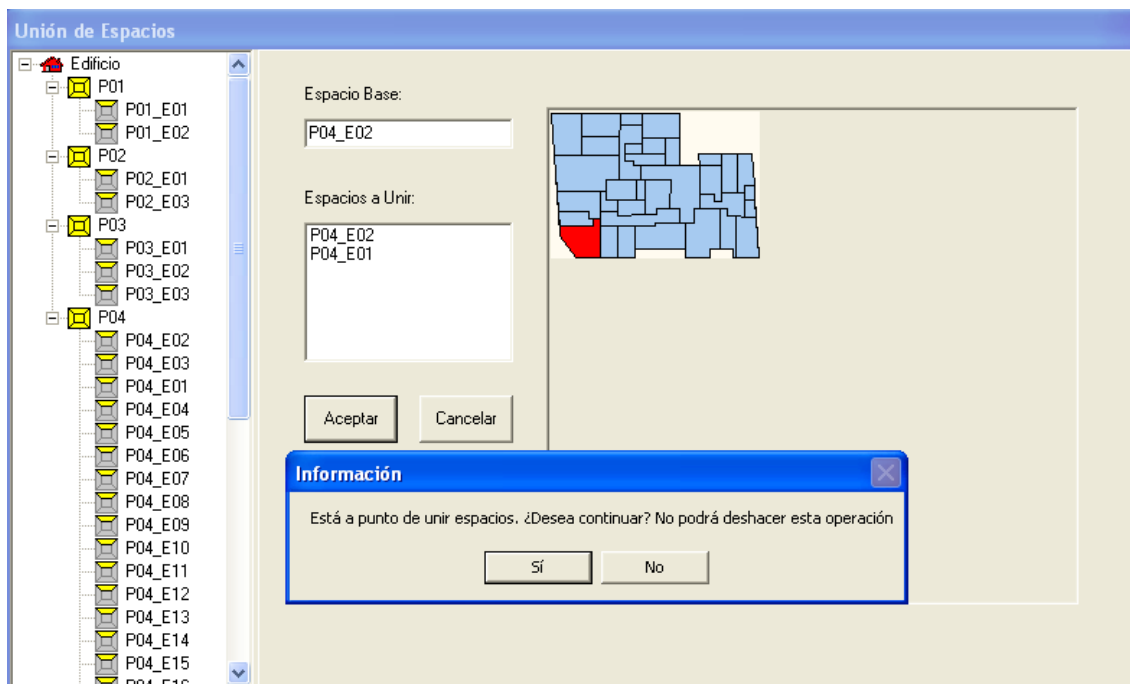 Unión de Espacios
Edificio
P01
P01_E01
P01_E02
P02
P02_E01
P02_E03
P03
P03_E01
P03_E02
P03_E03
P04
P04_E02
P04_E03
P04_E01
P04_E04
P04_E05
P04_E06
P04_E07
P04_E08
P04_E09
P04_E10
P04_E11
P04_E12
P04_E13
P04_E14
P04_E15
P04_E16
Espacio Base:
P04_E02
Espacios a Unir:
P04_E02
P04_E01
Aceptar
Cancelar
Información
Está a punto de unir espacios. ¿Desea continuar? No podrá deshacer esta operación
Sí
No